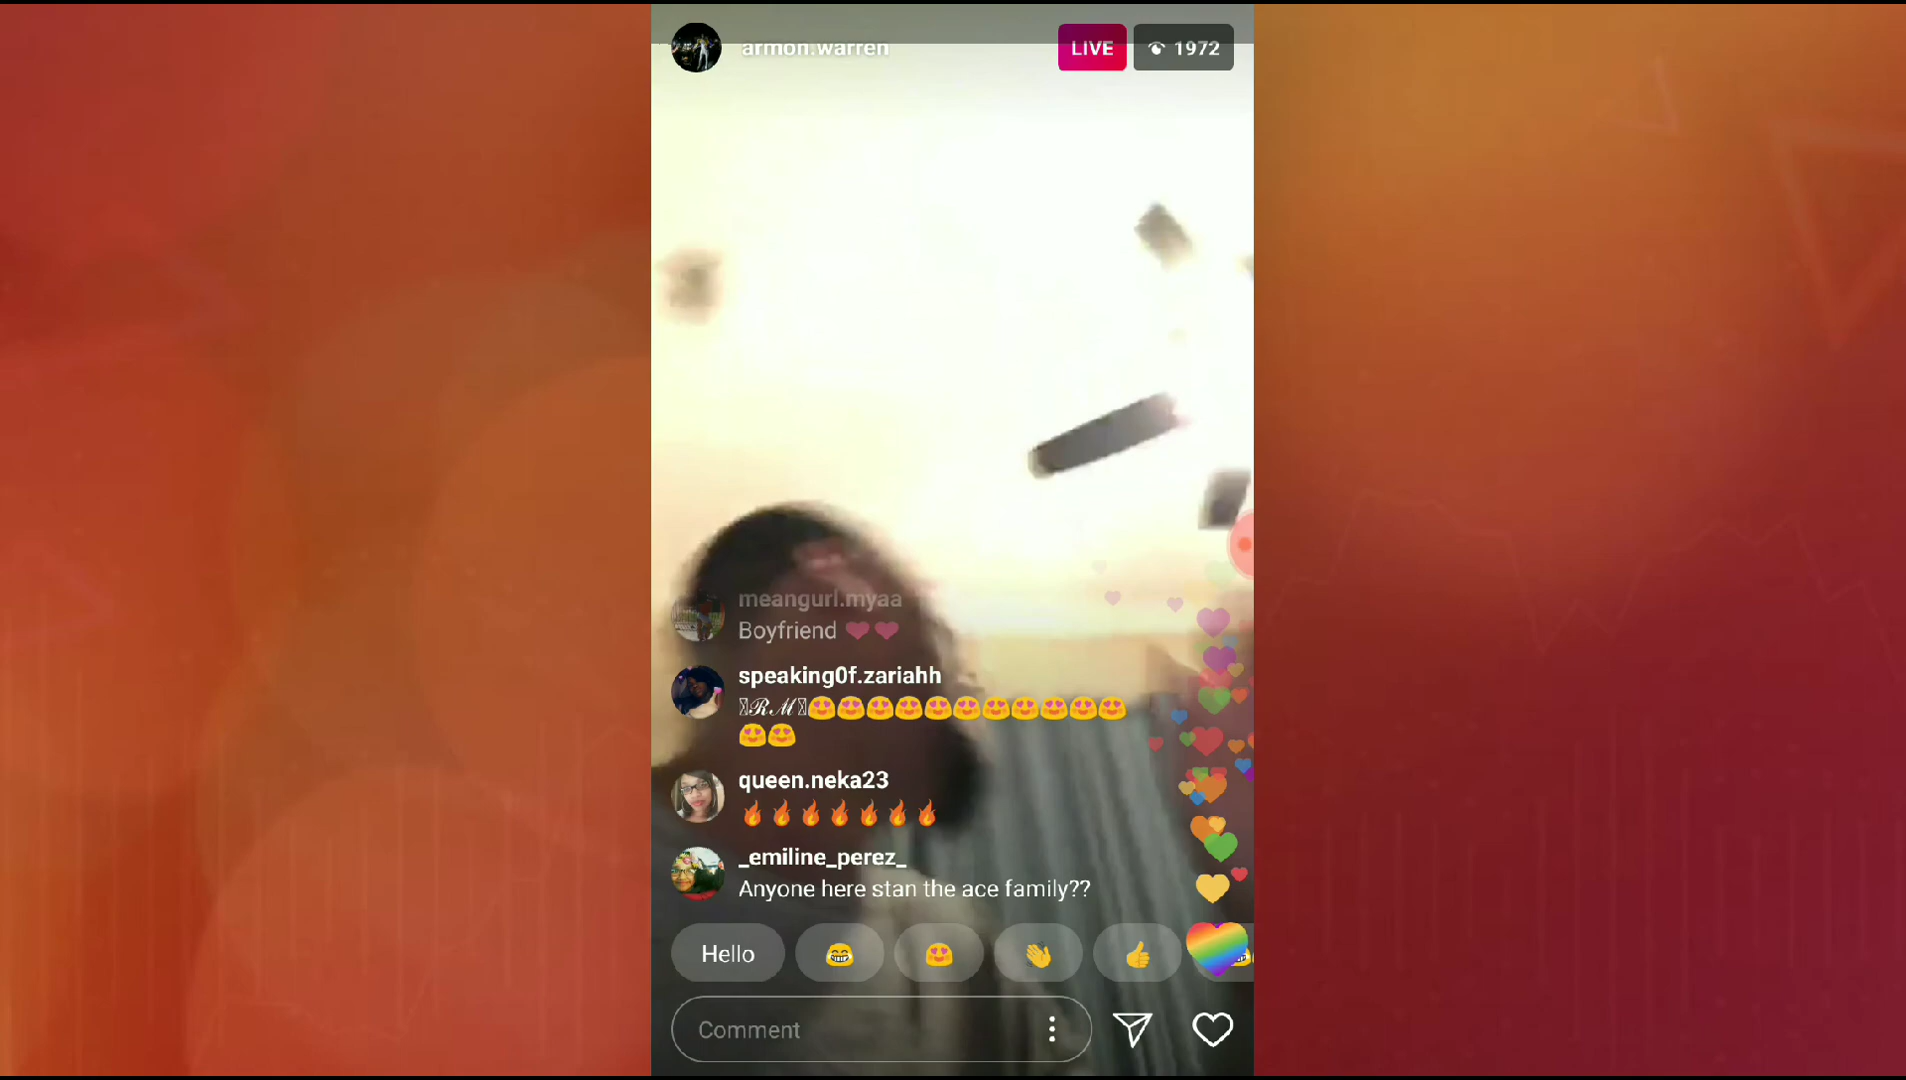 armon.warren
LIVE
1972
meangurl.myaa
Boyfriend 💗💗
speaking0f.zariahh
ℛℳ😍😍😍😍😍😍😍😍😍😍😍
😍😍
queen.neka23
🔥🔥🔥🔥🔥🔥🔥
_emiline_perez_
Anyone here stan the ace family??
Hello
Comment